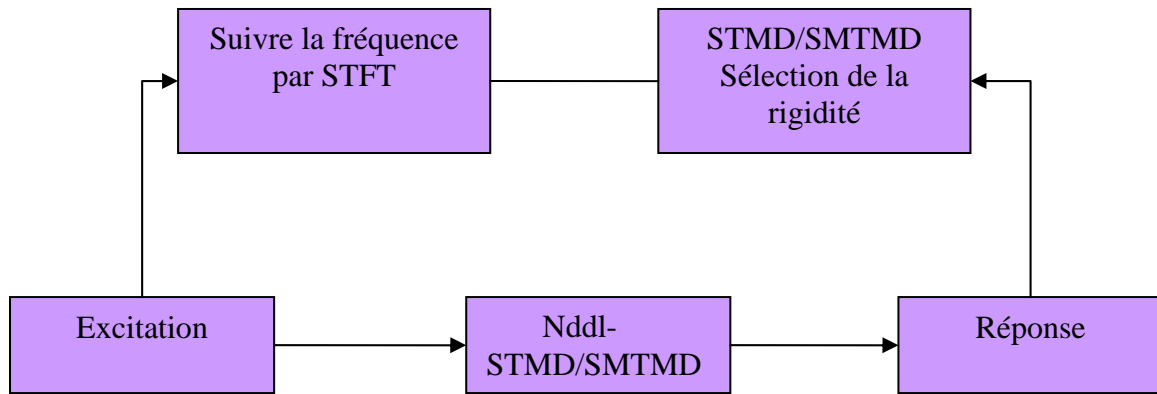 Suivre la fréquence
par STFT
STMD/SMTMD
Sélection de la
rigidité
Excitation
Nddl-
STMD/SMTMD
Réponse